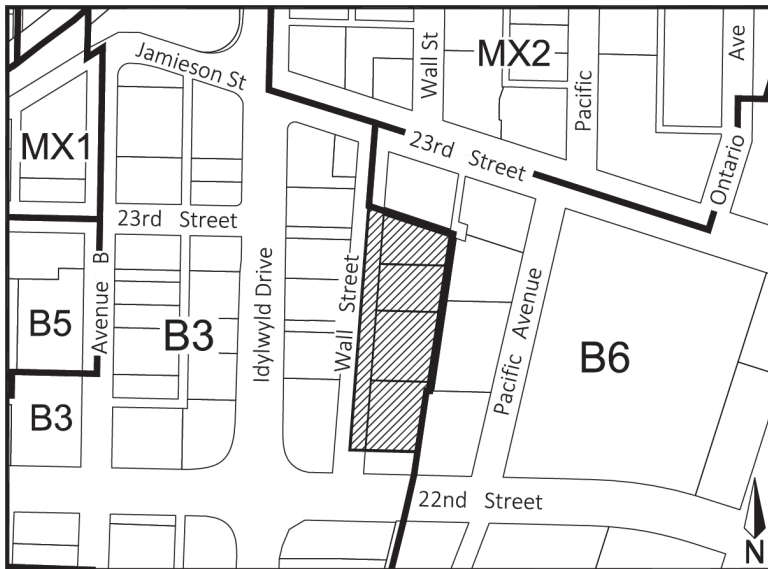 Jamieson St
Wall St
MX2
Pacific
Ave
Ontario
MX1
23rd Street
23rd Street
B5
Avenue B
B3
Idylwyld Drive
Wall Street
Pacific Avenue
B6
B3
22nd Street
N